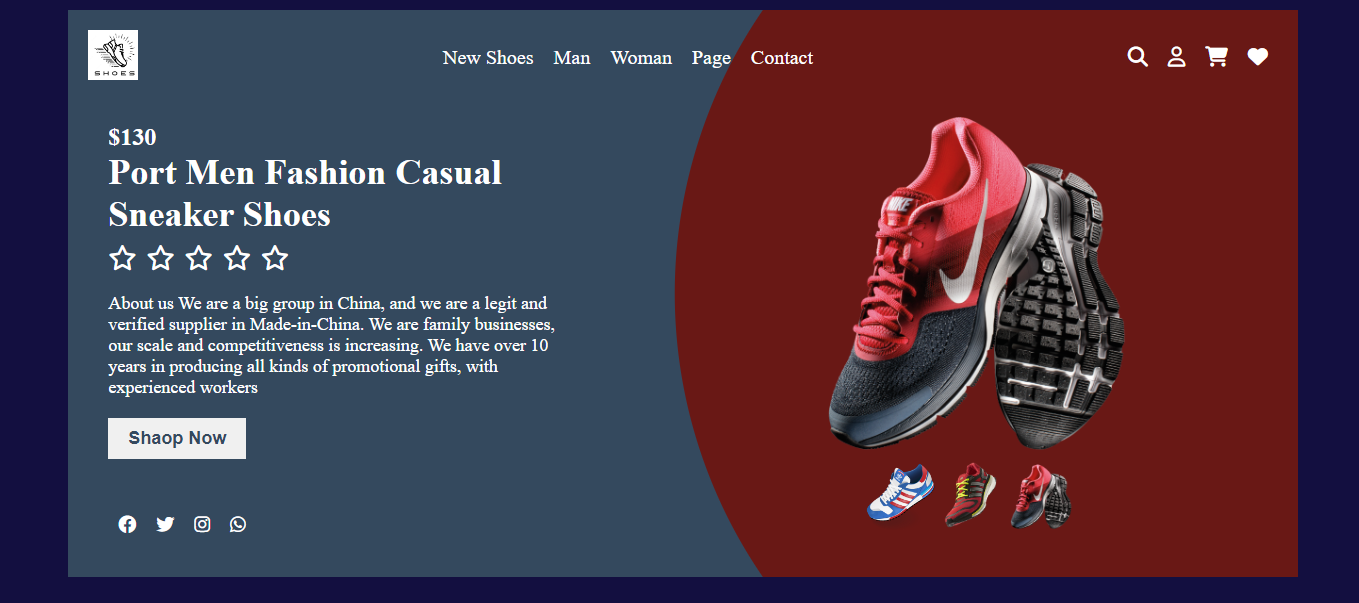 SHOES
New Shoes Man Woman Page Contact
$130
Port Men Fashion Casual
Sneaker Shoes
About us We are a big group in China, and we are a legit and
verified supplier in Made-in-China. We are family businesses,
our scale and competitiveness is increasing. We have over 10
years in producing all kinds of promotional gifts, with
experienced workers
Shaop Now
NIKE